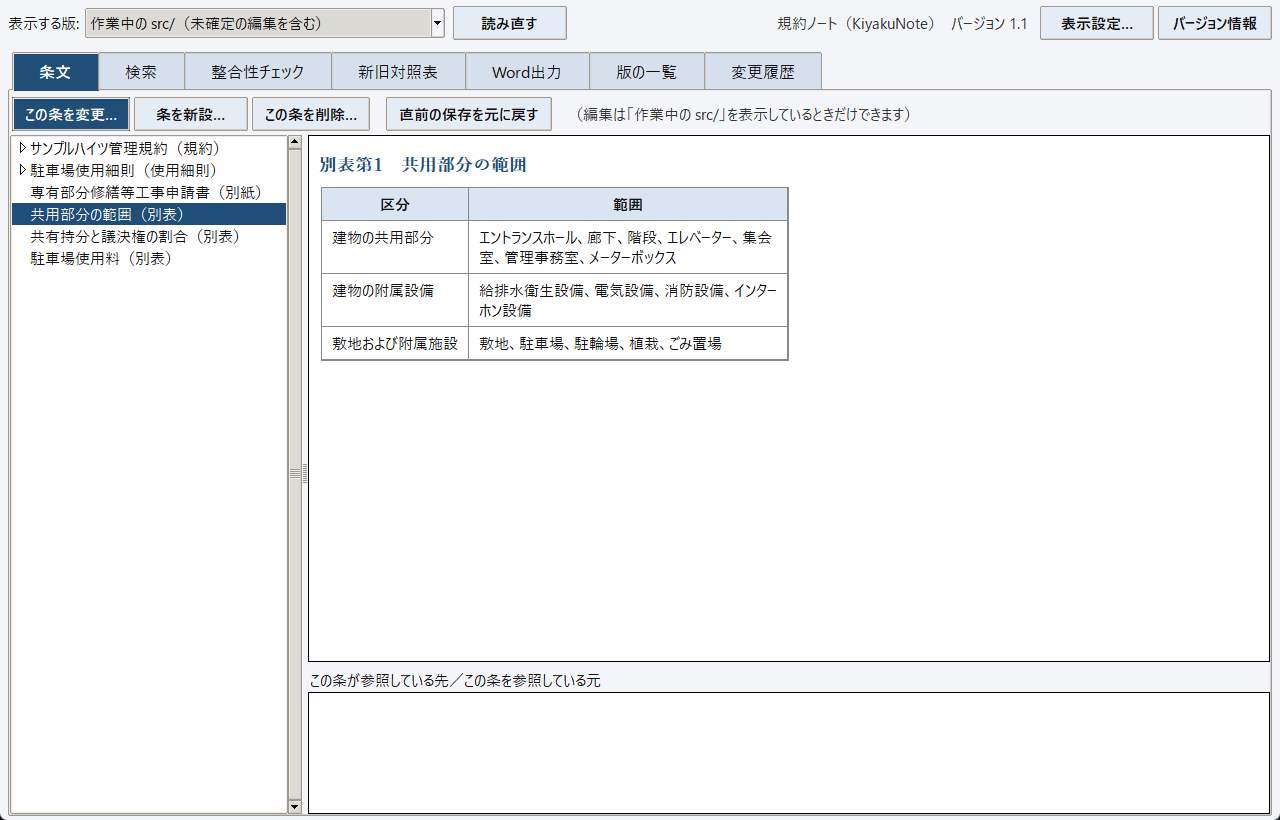 表示する版: 作業中の src/（未確定の編集を含む） 読み直す 規約ノート（KiyakuNote） バージョン 1.1 表示設定... バージョン情報
条文 検索 整合性チェック 新旧対照表 Word出力 版の一覧 変更履歴
この条を変更... 条を新設... この条を削除... 直前の保存を元に戻す （編集は「作業中の src/」を表示しているときだけできます）
サンプルハイツ管理規約（規約）
駐車場使用細則（使用細則）
専有部分修繕等工事申請書（別紙）
共用部分の範囲（別表）
共有持分と議決権の割合（別表）
駐車場使用料（別表）
別表第1　共用部分の範囲
区分 範囲
建物の共用部分 エントランスホール、廊下、階段、エレベーター、集会
室、管理事務室、メーターボックス
建物の附属設備 給排水衛生設備、電気設備、消防設備、インター
ホン設備
敷地および附属施設 敷地、駐車場、駐輪場、植栽、ごみ置場
この条が参照している先／この条を参照している元